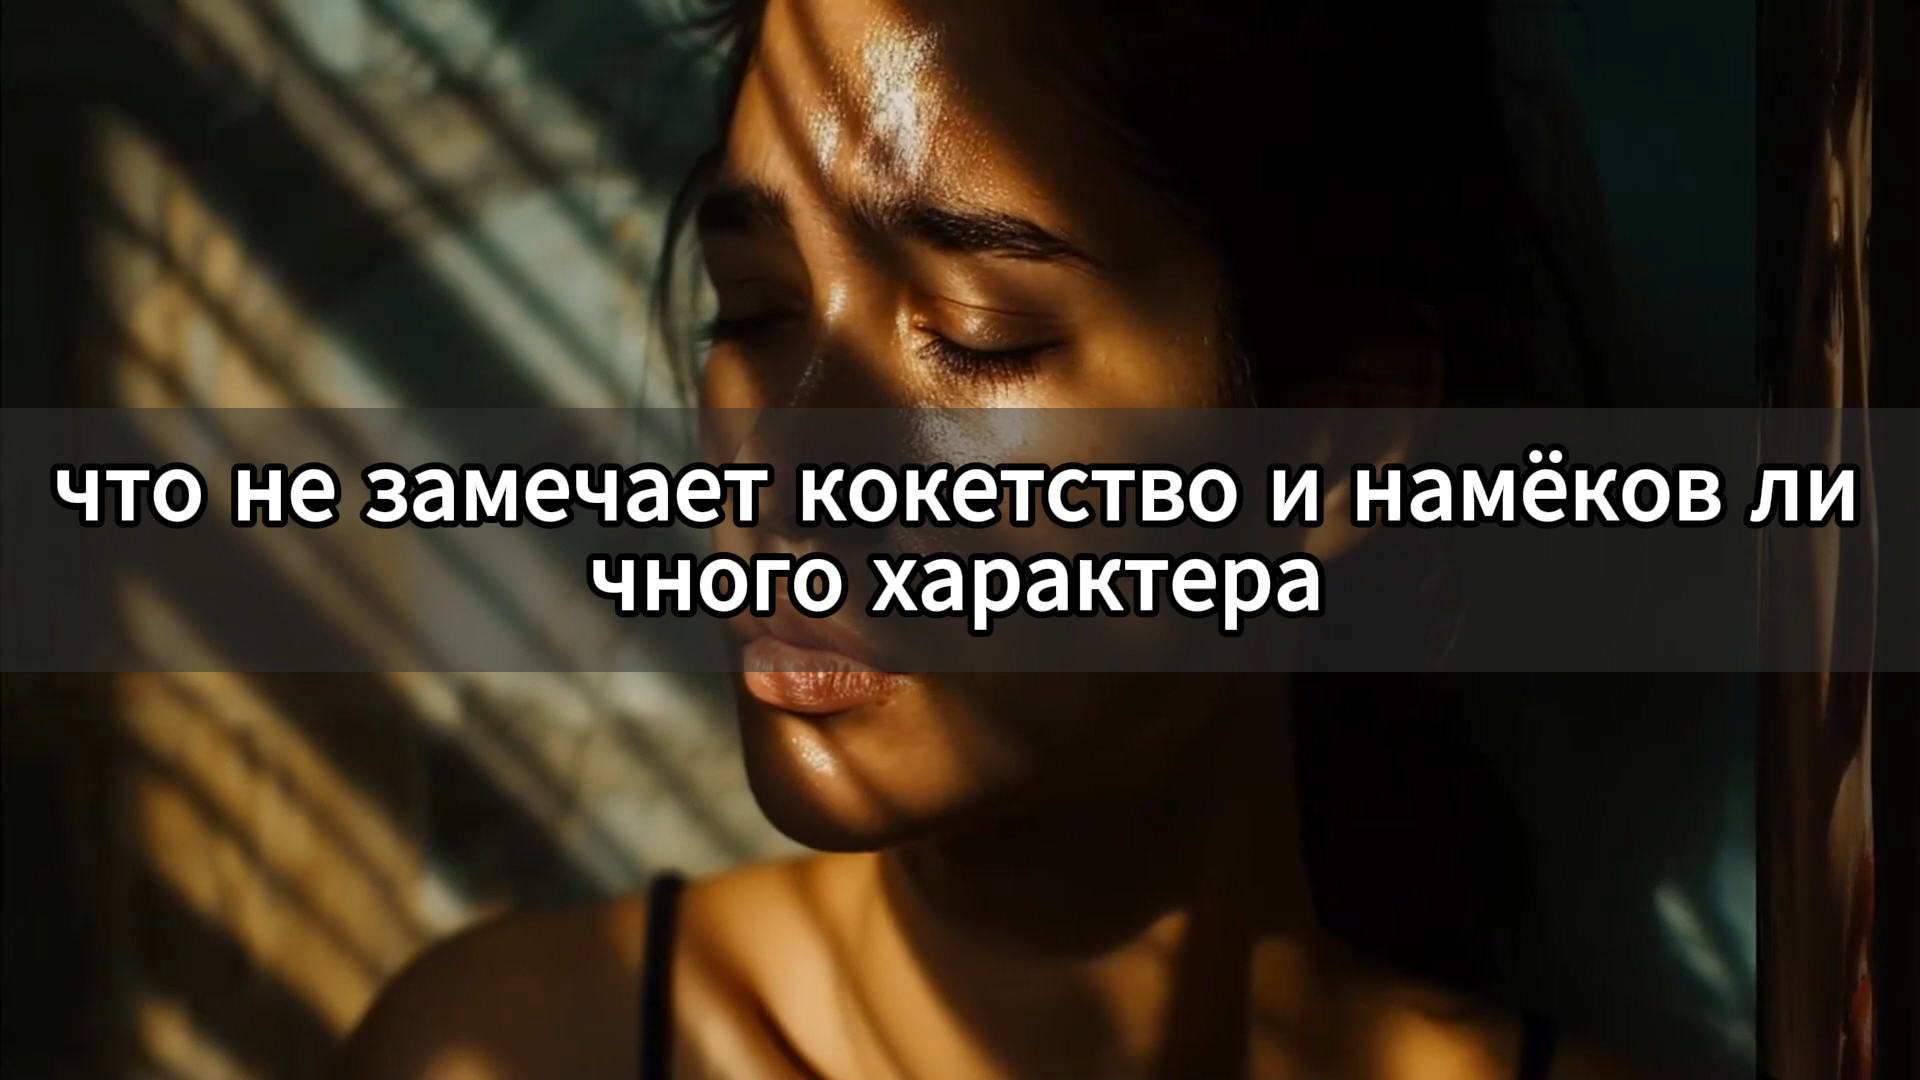 что не замечает кокетство и намёков ли
чного характера